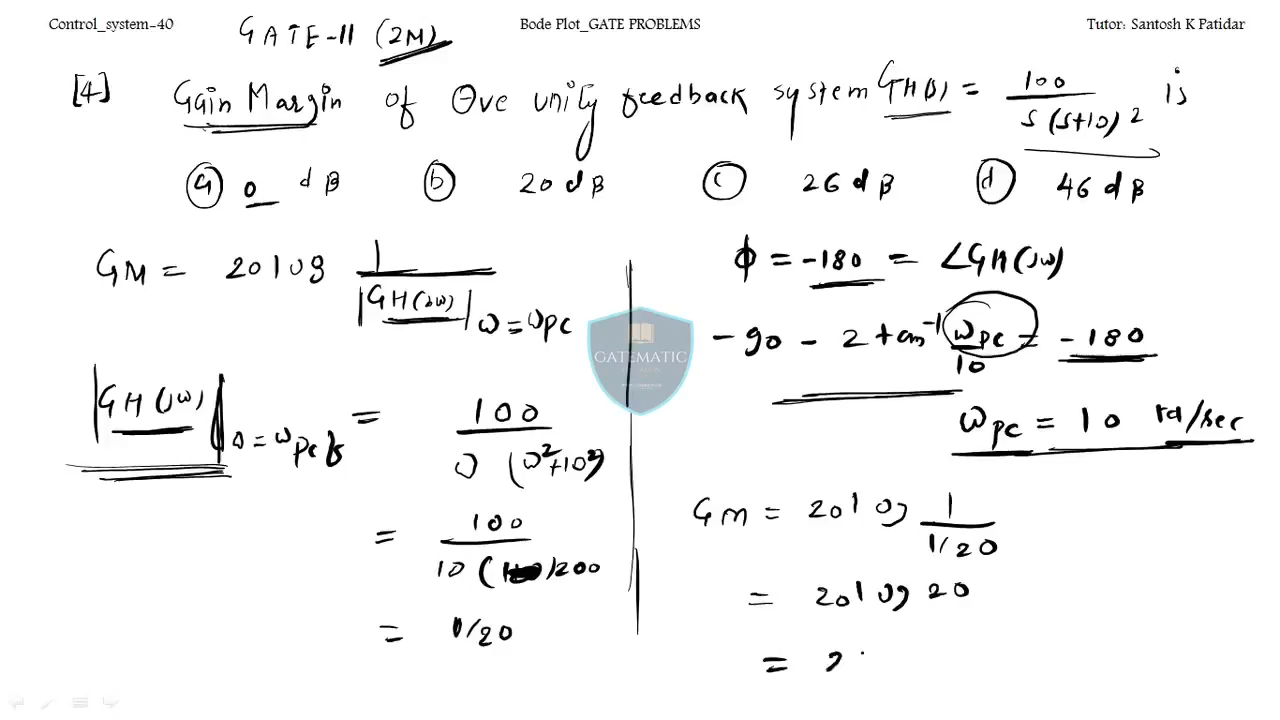 Control_system-40 Bode Plot_GATE PROBLEMS Tutor: Santosh K Patidar
GATE-11 (2M)
[4] Gain Margin of ⊖ve unity feedback system GH(s) = 100 / s(s+10)^2 is
(a) 0 dB (b) 20 dB (c) 26 dB (d) 46 dB
GM = 20 log 1 / |GH(jω)| ω = ωpc
|GH(jω)| ω = ωpc = 100 / ω (ω^2+10^2)
= 100 / 10 ( ) 200
= 1/20
ϕ = -180 = ∠GH(jω)
-90 - 2 tan^-1 ωpc / 10 = -180
ωpc = 10 rd/sec
GM = 20 log 1 / 1/20
= 20 log 20
= 2
GATEMATIC